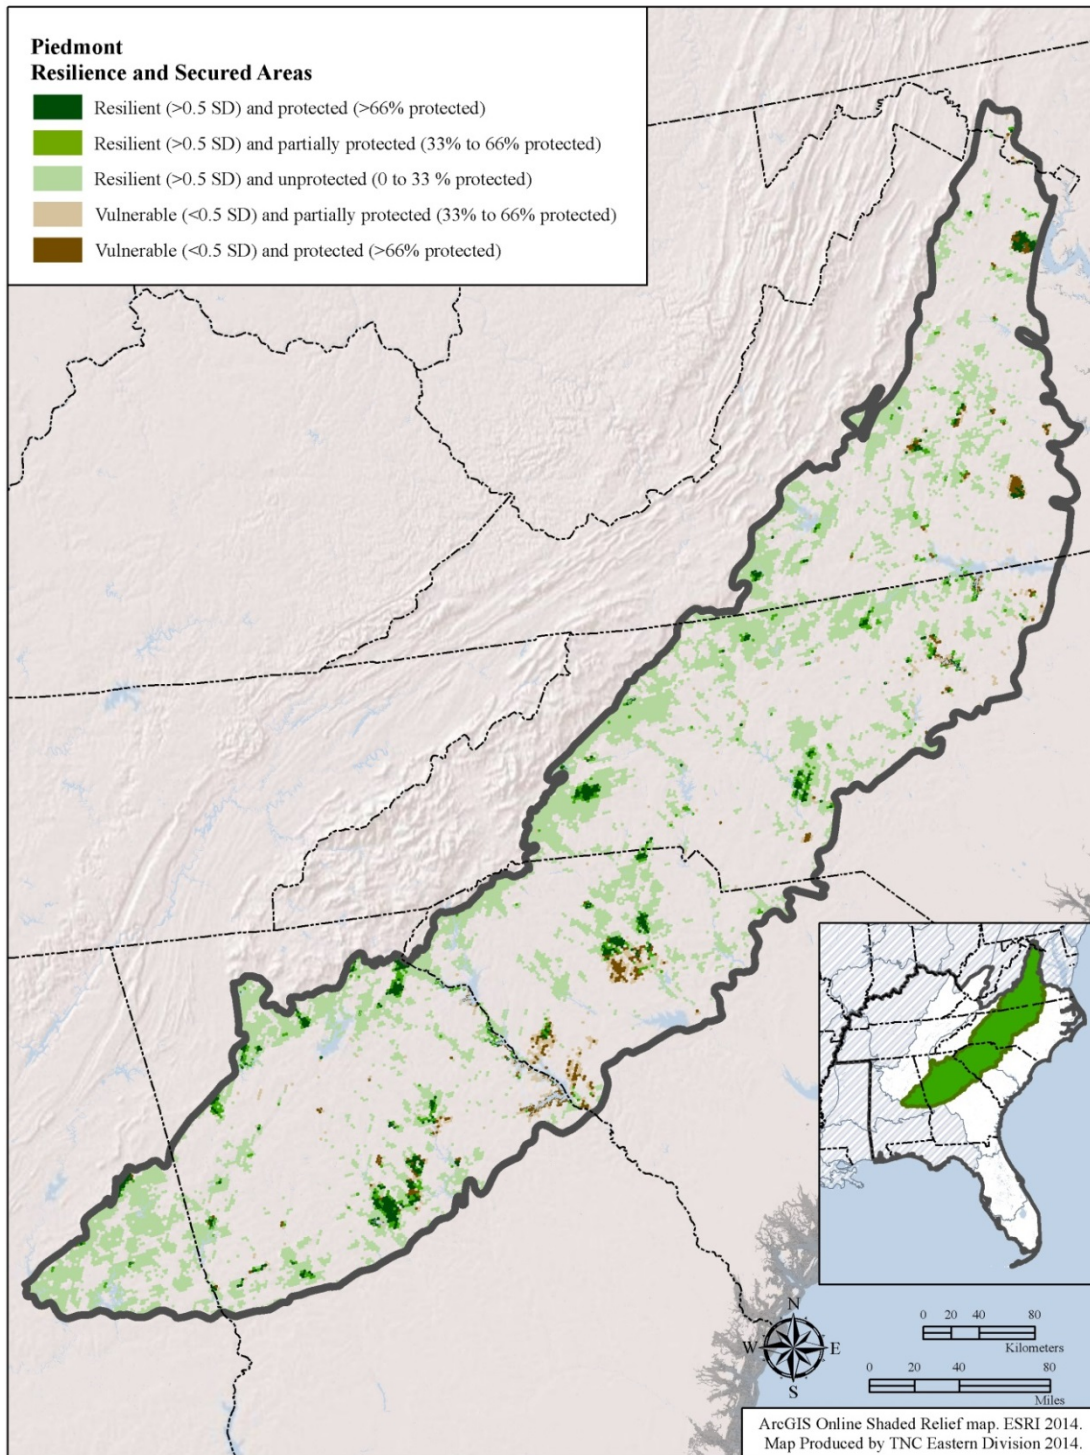 Piedmont
Resilience and Secured Areas
Resilient (>0.5 SD) and protected (>66% protected)
Resilient (>0.5 SD) and partially protected (33% to 66% protected)
Resilient (>0.5 SD) and unprotected (0 to 33 % protected)
Vulnerable (<0.5 SD) and partially protected (33% to 66% protected)
Vulnerable (<0.5 SD) and protected (>66% protected)
N
W E
S
0 20 40 80
Kilometers
0 20 40 80
Miles
ArcGIS Online Shaded Relief map. ESRI 2014.
Map Produced by TNC Eastern Division 2014.